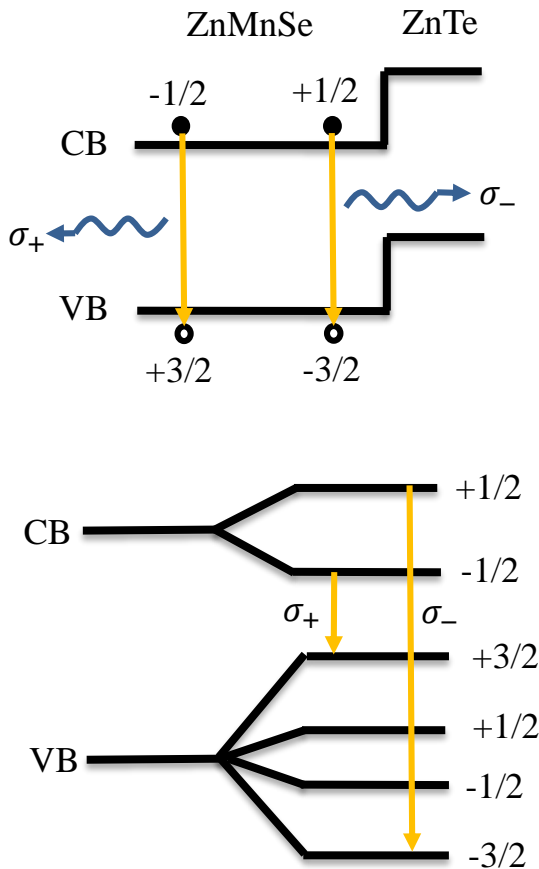 ZnMnSe ZnTe
-1/2 +1/2
CB
σ₊ σ₋
VB
+3/2 -3/2
+1/2
CB
-1/2
σ₊ σ₋
+3/2
+1/2
VB
-1/2
-3/2